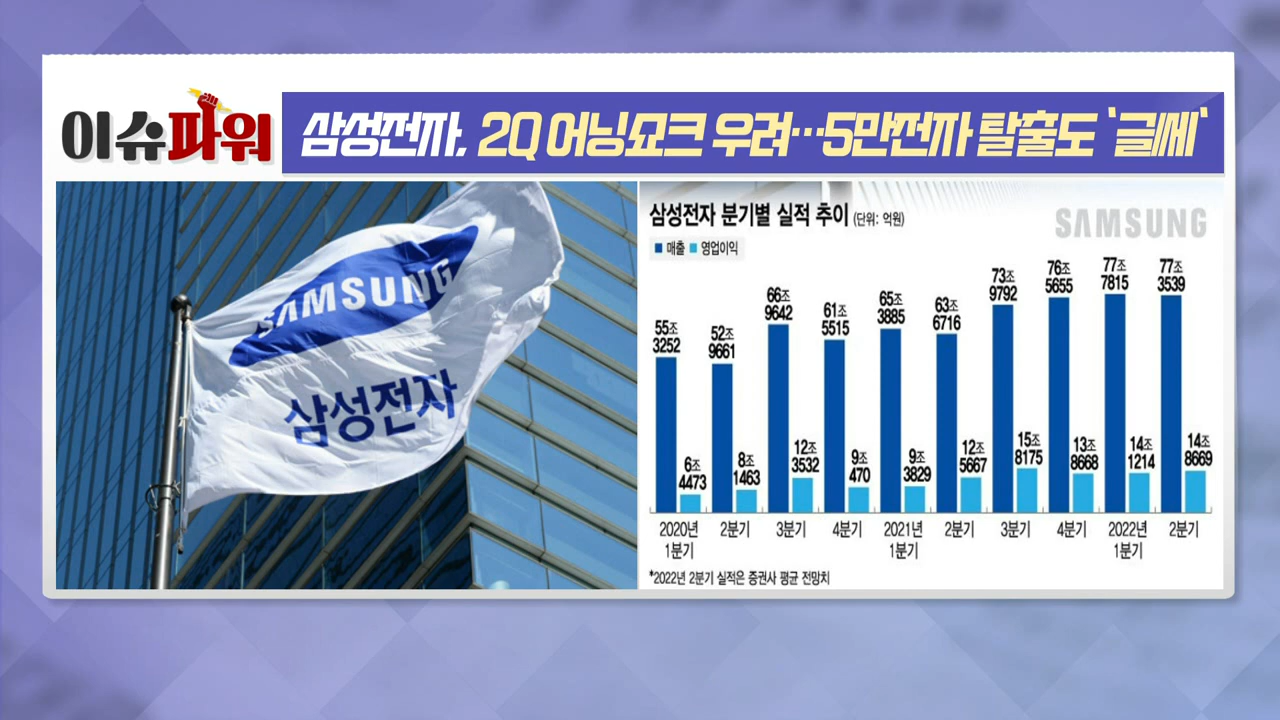 이슈파워
삼성전자, 2Q 어닝쇼크 우려…5만전자 탈출도 '글쎄'
SAMSUNG
삼성전자
삼성전자 분기별 실적 추이 (단위: 억원)
SAMSUNG
매출 영업이익
55조 3252
52조 9661
66조 9642
61조 5515
65조 3885
63조 6716
73조 9792
76조 5655
77조 7815
77조 3539
6조 4473
8조 1463
12조 3532
9조 470
9조 3829
12조 5667
15조 8175
13조 8668
14조 1214
14조 8669
2020년 1분기
2분기
3분기
4분기
2021년 1분기
2분기
3분기
4분기
2022년 1분기
2분기
*2022년 2분기 실적은 증권사 평균 전망치